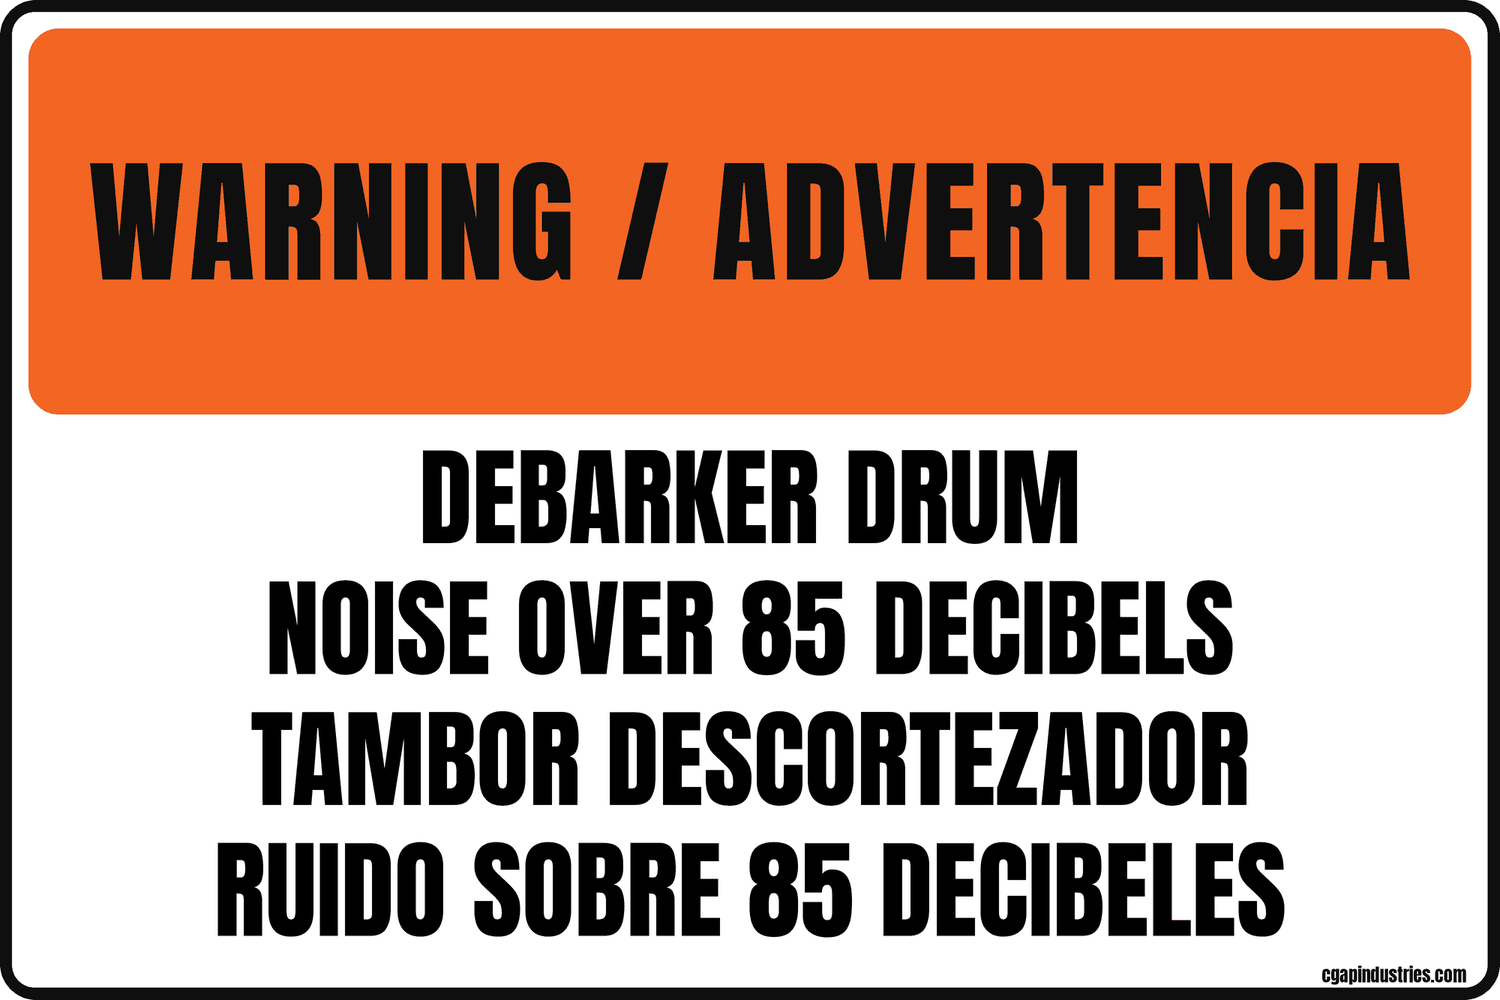 WARNING / ADVERTENCIA
DEBARKER DRUM
NOISE OVER 85 DECIBELS
TAMBOR DESCORTEZADOR
RUIDO SOBRE 85 DECIBELES
cgapindustries.com